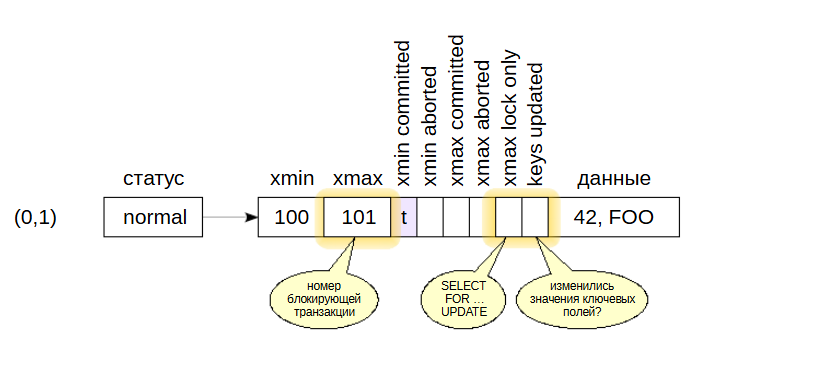 xmin committed
xmin aborted
xmax committed
xmax aborted
xmax lock only
keys updated
статус
xmin
xmax
данные
(0,1)
normal
100
101
t
42, FOO
номер
блокирующей
транзакции
SELECT
FOR ...
UPDATE
изменились
значения ключевых
полей?